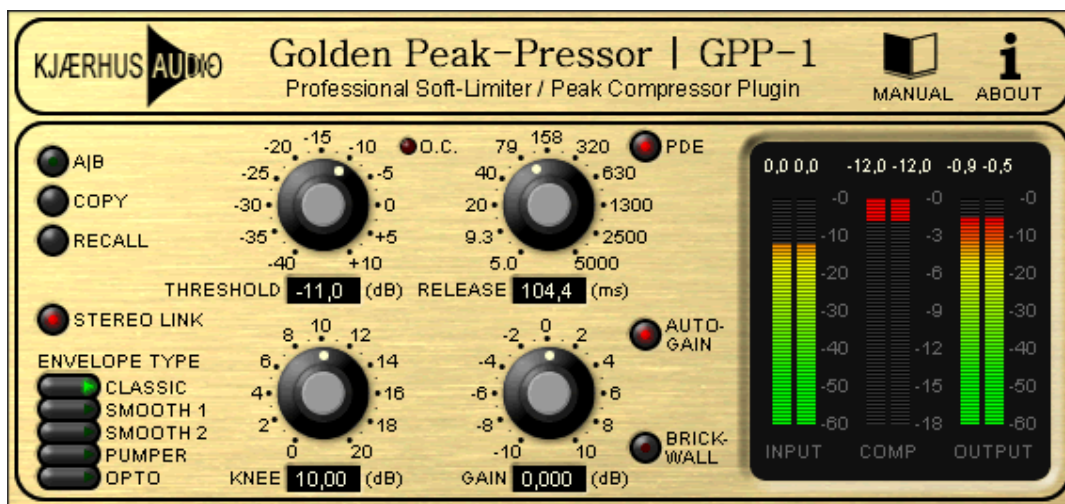 KJÆRHUS AUDIO
Golden Peak-Pressor | GPP-1
Professional Soft-Limiter / Peak Compressor Plugin
MANUAL
ABOUT
A|B
COPY
RECALL
STEREO LINK
ENVELOPE TYPE
CLASSIC
SMOOTH 1
SMOOTH 2
PUMPER
OPTO
-40 -35 -30 -25 -20 -15 -10 -5 0 +5 +10
O.C.
THRESHOLD -11,0 (dB)
5.0 9.3 20 40 79 158 320 630 1300 2500 5000
PDE
RELEASE 104,4 (ms)
0 2 4 6 8 10 12 14 16 18 20
KNEE 10,00 (dB)
-10 -8 -6 -4 -2 0 2 4 6 8 10
AUTO-
GAIN
BRICK-
WALL
GAIN 0,000 (dB)
0,0 0,0 -12,0 -12,0 -0,9 -0,5
-0 -0 -0
-10 -3 -10
-20 -6 -20
-30 -9 -30
-40 -12 -40
-50 -15 -50
-60 -18 -60
INPUT COMP OUTPUT